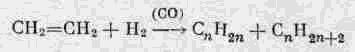 CH₂=CH₂ + H₂ —(CO)→ CₙH₂ₙ + CₙH₂ₙ₊₂